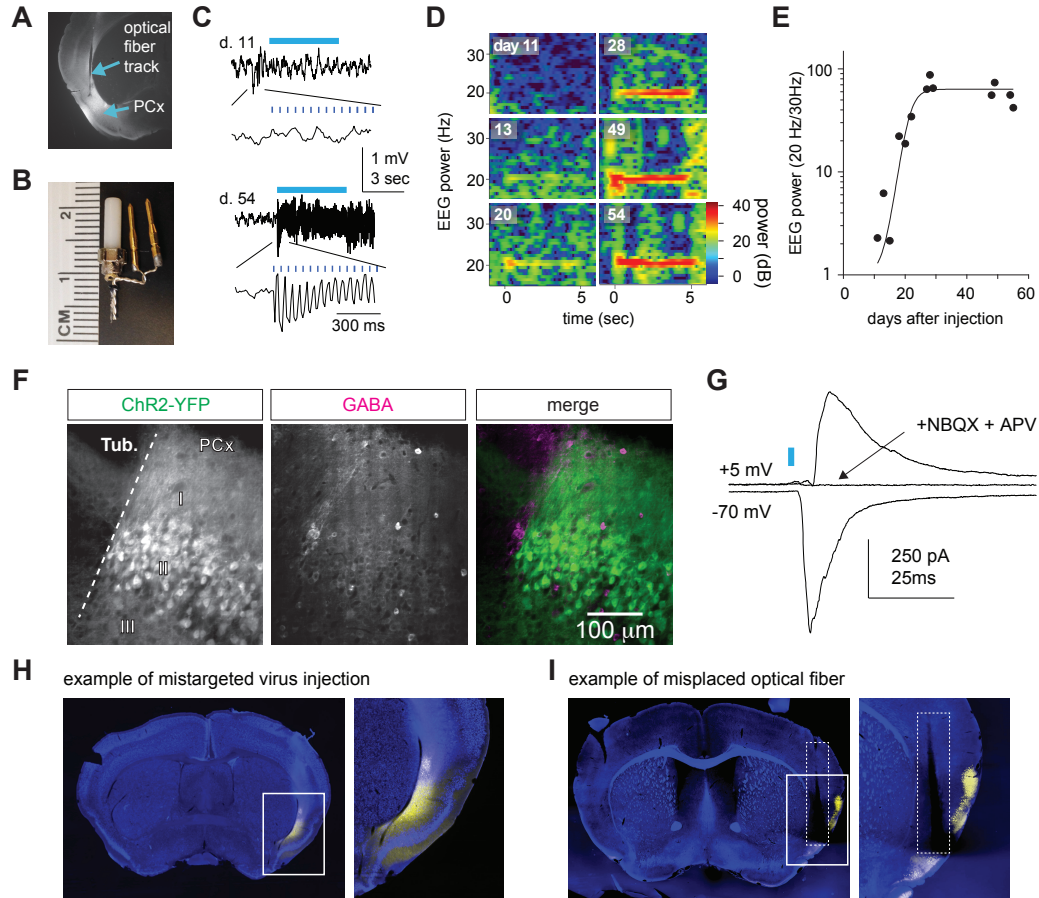 A
optical
fiber
track
PCx
B
CM
1
2
C
d. 11
1 mV
3 sec
d. 54
300 ms
D
EEG power (Hz)
30
20
30
20
30
20
day 11
28
13
49
20
54
0
5
0
5
time (sec)
40
20
0
power (dB)
E
EEG power (20 Hz/30Hz)
100
10
1
0
20
40
60
days after injection
F
ChR2-YFP
GABA
merge
Tub.
PCx
I
II
III
100 μm
G
+NBQX + APV
+5 mV
-70 mV
250 pA
25ms
H
example of mistargeted virus injection
I
example of misplaced optical fiber